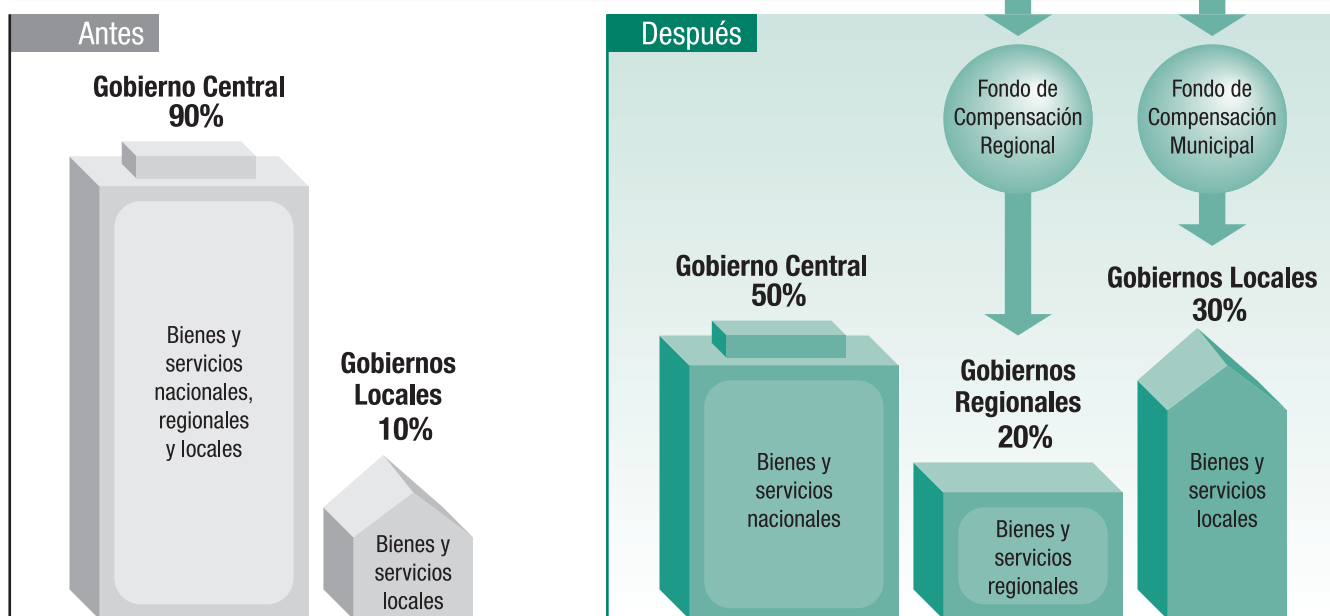 Antes
Gobierno Central
90%
Bienes y
servicios
nacionales,
regionales
y locales
Gobiernos
Locales
10%
Bienes y
servicios
locales
Después
Fondo de
Compensación
Regional
Fondo de
Compensación
Municipal
Gobierno Central
50%
Bienes y
servicios
nacionales
Gobiernos
Regionales
20%
Bienes y
servicios
regionales
Gobiernos Locales
30%
Bienes y
servicios
locales